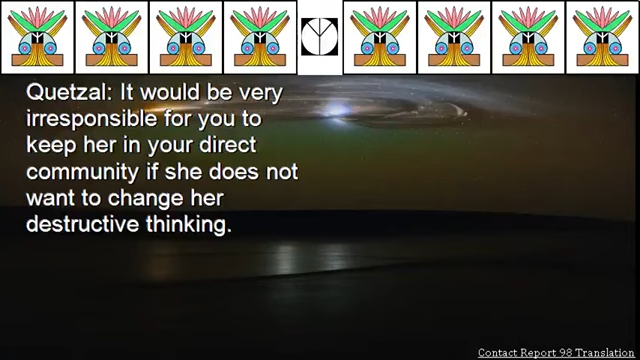 Quetzal: It would be very
irresponsible for you to
keep her in your direct
community if she does not
want to change her
destructive thinking.
Contact Report 98 Translation